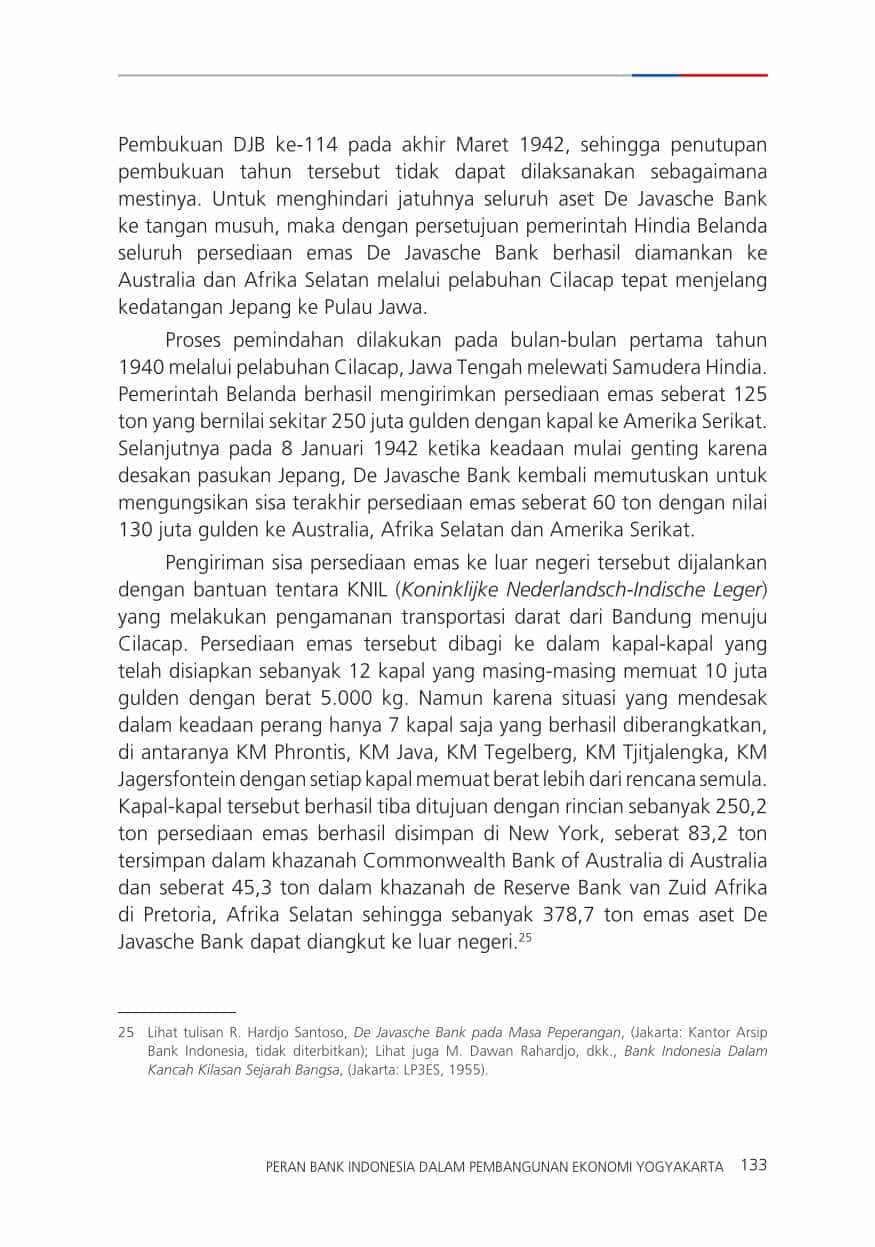 Pembukuan DJB ke-114 pada akhir Maret 1942, sehingga penutupan
pembukuan tahun tersebut tidak dapat dilaksanakan sebagaimana
mestinya. Untuk menghindari jatuhnya seluruh aset De Javasche Bank
ke tangan musuh, maka dengan persetujuan pemerintah Hindia Belanda
seluruh persediaan emas De Javasche Bank berhasil diamankan ke
Australia dan Afrika Selatan melalui pelabuhan Cilacap tepat menjelang
kedatangan Jepang ke Pulau Jawa.
Proses pemindahan dilakukan pada bulan-bulan pertama tahun
1940 melalui pelabuhan Cilacap, Jawa Tengah melewati Samudera Hindia.
Pemerintah Belanda berhasil mengirimkan persediaan emas seberat 125
ton yang bernilai sekitar 250 juta gulden dengan kapal ke Amerika Serikat.
Selanjutnya pada 8 Januari 1942 ketika keadaan mulai genting karena
desakan pasukan Jepang, De Javasche Bank kembali memutuskan untuk
mengungsikan sisa terakhir persediaan emas seberat 60 ton dengan nilai
130 juta gulden ke Australia, Afrika Selatan dan Amerika Serikat.
Pengiriman sisa persediaan emas ke luar negeri tersebut dijalankan
dengan bantuan tentara KNIL (Koninklijke Nederlandsch-Indische Leger)
yang melakukan pengamanan transportasi darat dari Bandung menuju
Cilacap. Persediaan emas tersebut dibagi ke dalam kapal-kapal yang
telah disiapkan sebanyak 12 kapal yang masing-masing memuat 10 juta
gulden dengan berat 5.000 kg. Namun karena situasi yang mendesak
dalam keadaan perang hanya 7 kapal saja yang berhasil diberangkatkan,
di antaranya KM Phrontis, KM Java, KM Tegelberg, KM Tjitjalengka, KM
Jagersfontein dengan setiap kapal memuat berat lebih dari rencana semula.
Kapal-kapal tersebut berhasil tiba ditujuan dengan rincian sebanyak 250,2
ton persediaan emas berhasil disimpan di New York, seberat 83,2 ton
tersimpan dalam khazanah Commonwealth Bank of Australia di Australia
dan seberat 45,3 ton dalam khazanah de Reserve Bank van Zuid Afrika
di Pretoria, Afrika Selatan sehingga sebanyak 378,7 ton emas aset De
Javasche Bank dapat diangkut ke luar negeri.25
25 Lihat tulisan R. Hardjo Santoso, De Javasche Bank pada Masa Peperangan, (Jakarta: Kantor Arsip
Bank Indonesia, tidak diterbitkan); Lihat juga M. Dawan Rahardjo, dkk., Bank Indonesia Dalam
Kancah Kilasan Sejarah Bangsa, (Jakarta: LP3ES, 1955).
PERAN BANK INDONESIA DALAM PEMBANGUNAN EKONOMI YOGYAKARTA 133